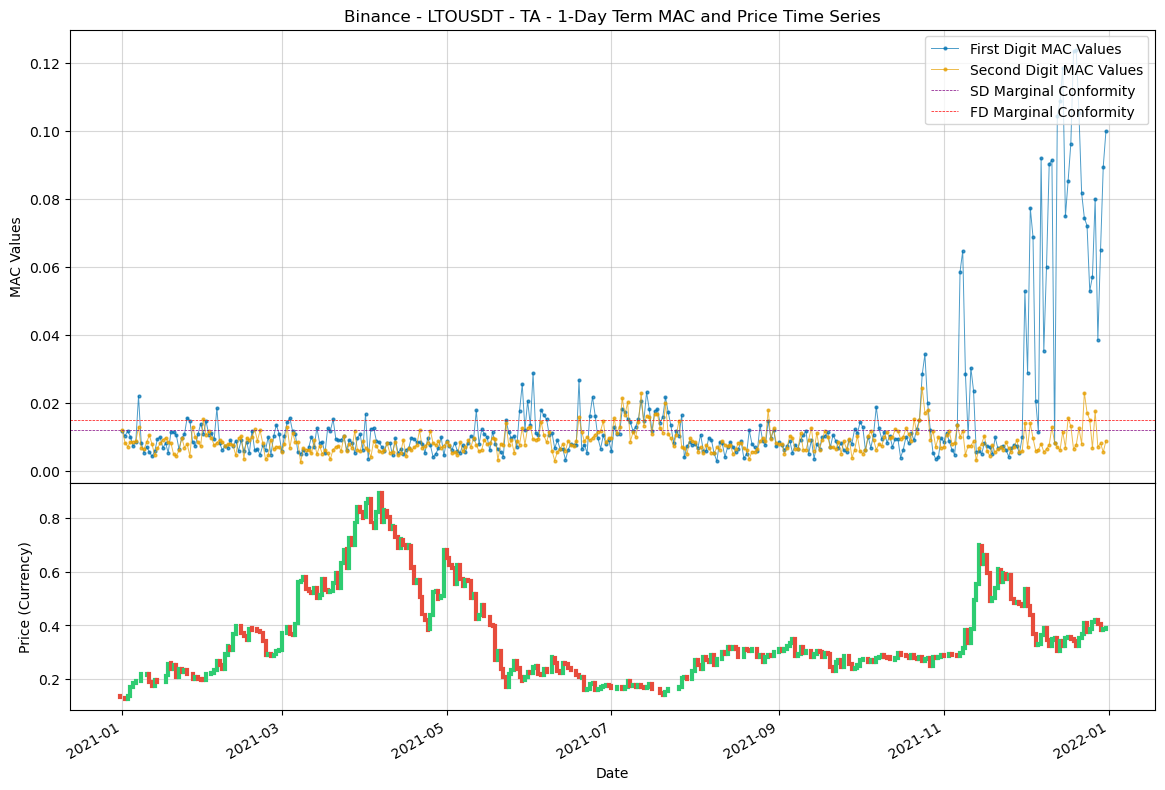 Binance - LTOUSDT - TA - 1-Day Term MAC and Price Time Series
First Digit MAC Values
Second Digit MAC Values
SD Marginal Conformity
FD Marginal Conformity
MAC Values
0.12
0.10
0.08
0.06
0.04
0.02
0.00
Price (Currency)
0.8
0.6
0.4
0.2
2021-01
2021-03
2021-05
2021-07
2021-09
2021-11
2022-01
Date